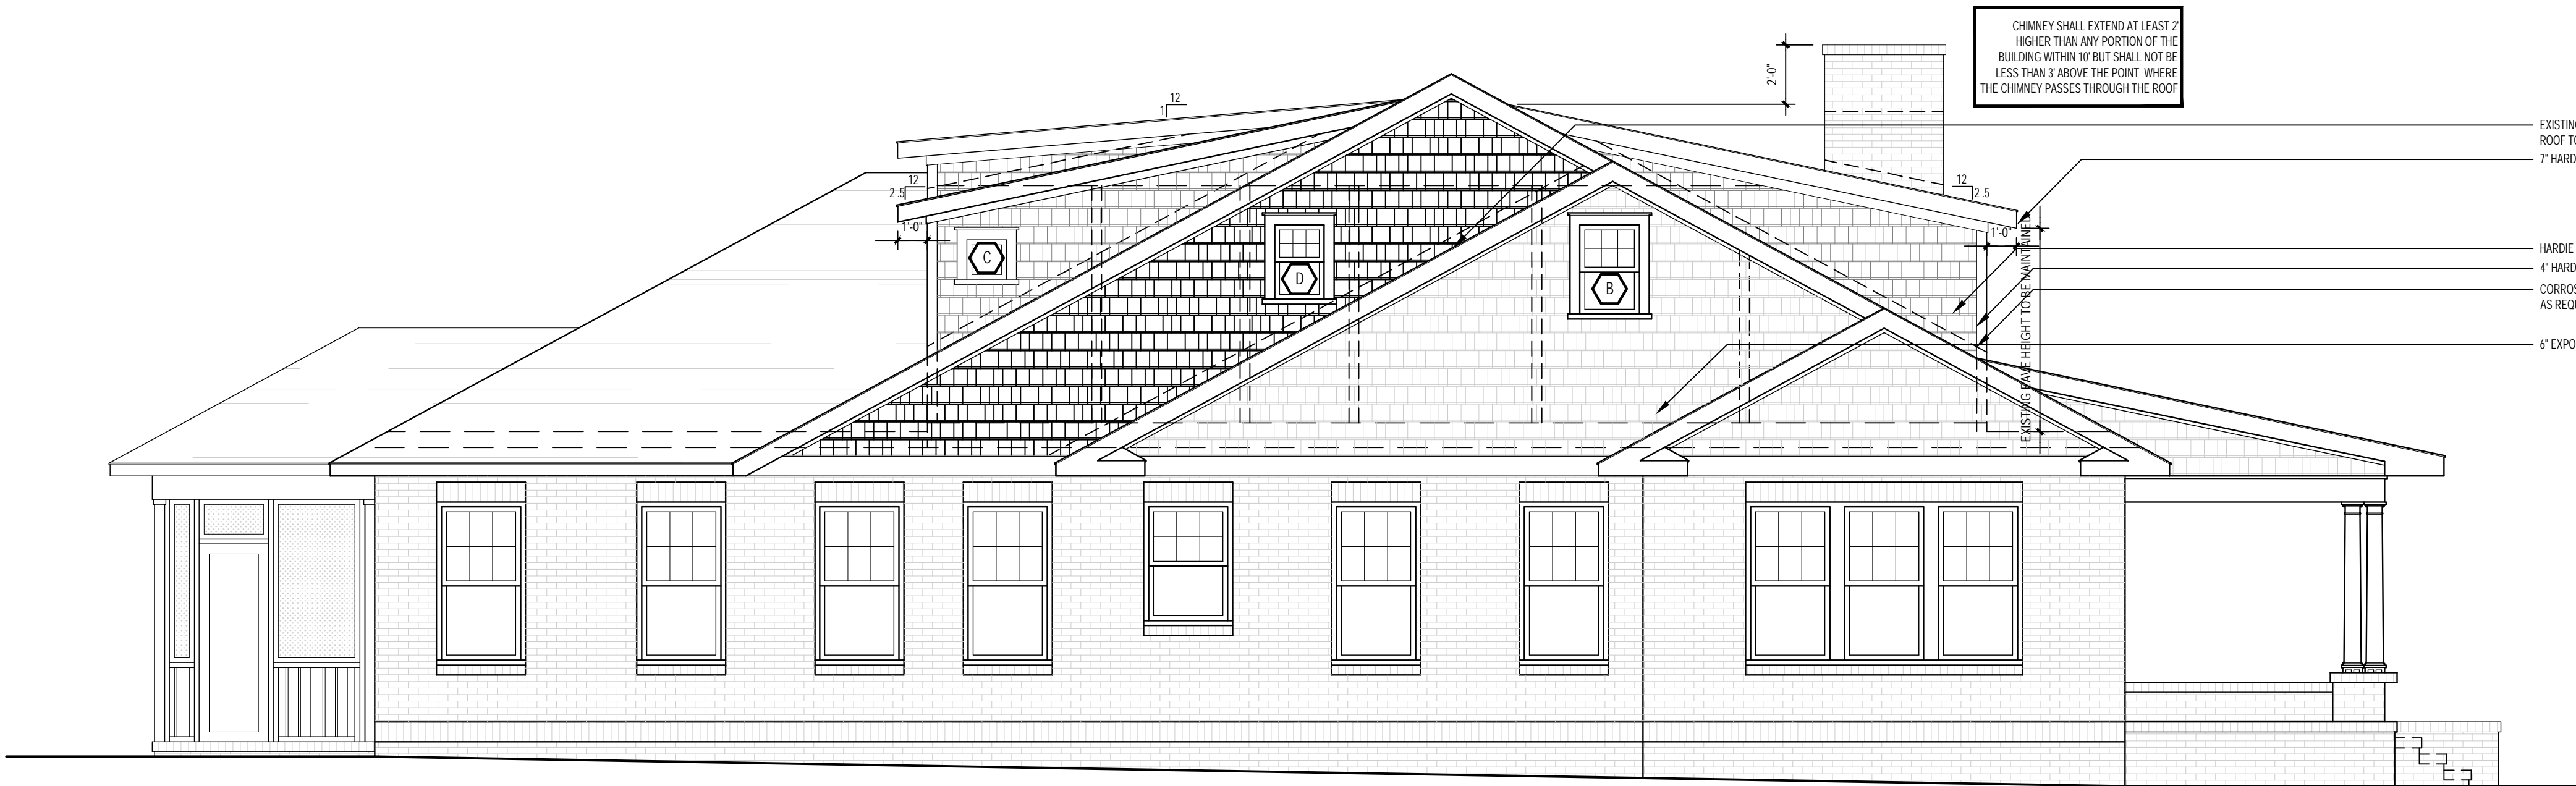 CHIMNEY SHALL EXTEND AT LEAST 2'
HIGHER THAN ANY PORTION OF THE
BUILDING WITHIN 10' BUT SHALL NOT BE
LESS THAN 3' ABOVE THE POINT WHERE
THE CHIMNEY PASSES THROUGH THE ROOF
2'-0"
12
1
12
2.5
1'-0"
12
2.5
1'-0"
EXISTING EAVE HEIGHT TO BE MAINTAINED
C
D
B
EXISTING
ROOF TO
7" HARD
HARDIE
4" HARD
CORROS
AS REQU
6" EXPO